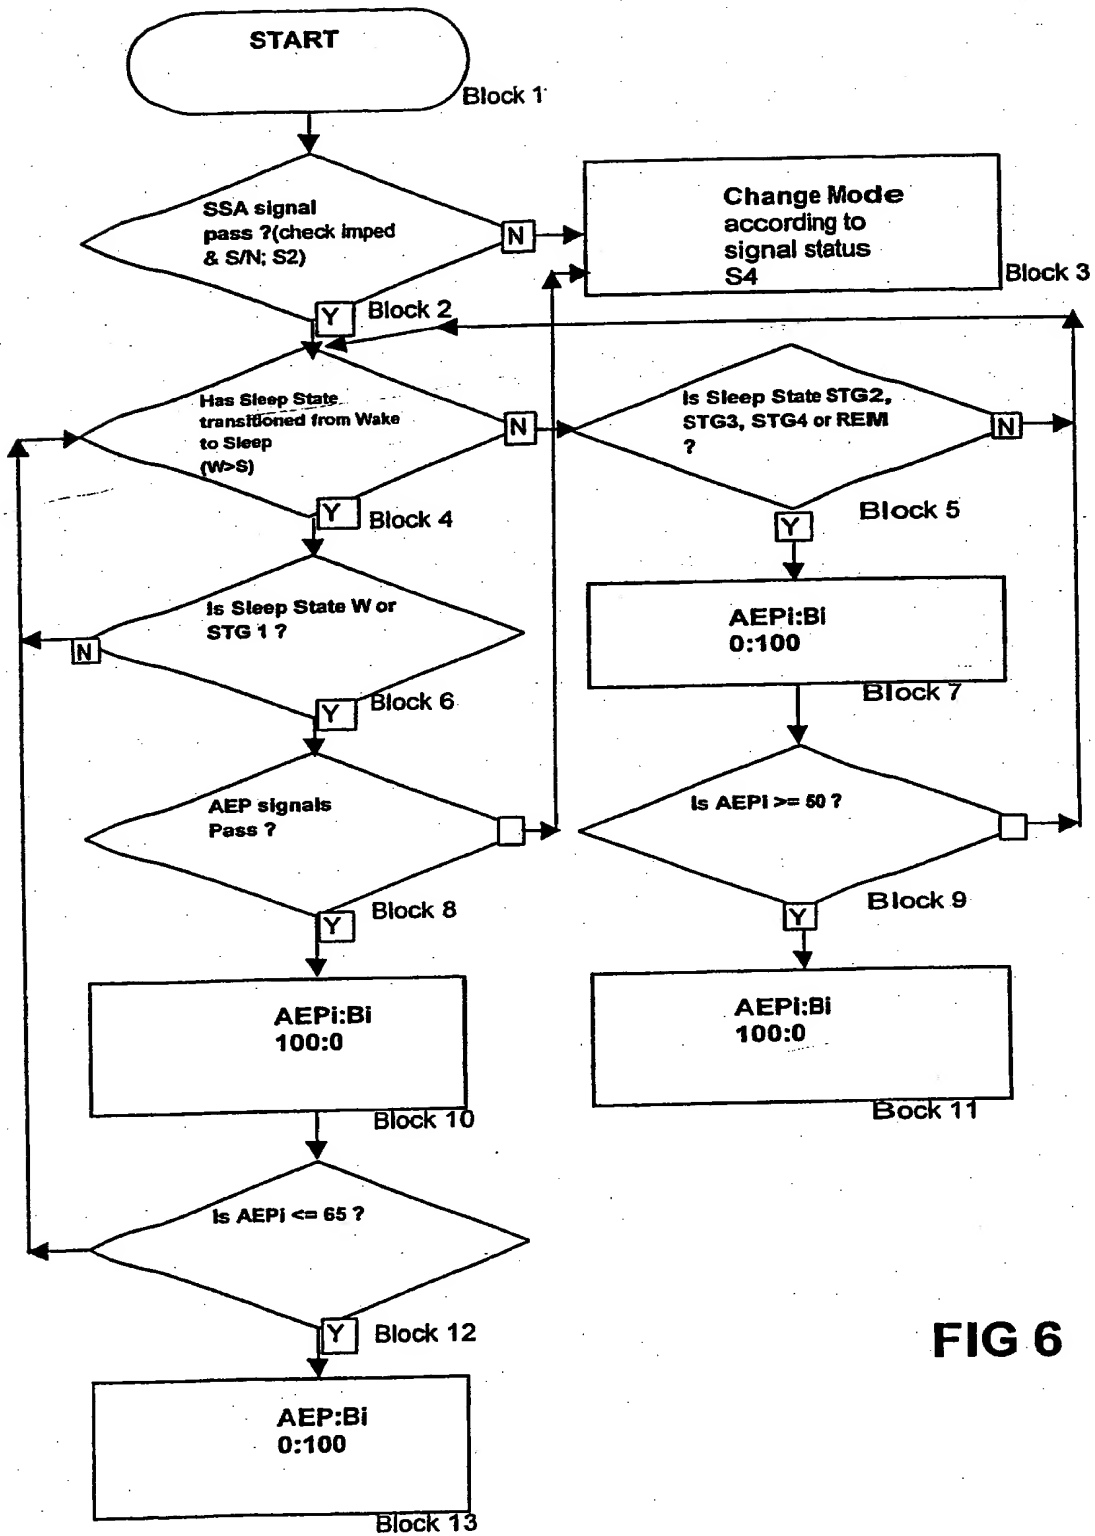 START
Block 1
SSA signal
pass ?(check imped
& S/N; S2)
N
Y
Block 2
Change Mode
according to
signal status
S4
Block 3
Has Sleep State
transitioned from Wake
to Sleep
(W>S)
N
Y
Block 4
Is Sleep State STG2,
STG3, STG4 or REM
?
N
Y
Block 5
Is Sleep State W or
STG 1 ?
N
Y
Block 6
AEPi:Bi
0:100
Block 7
AEP signals
Pass ?
Y
Block 8
Is AEPi >= 50 ?
Y
Block 9
AEPi:Bi
100:0
Block 10
AEPi:Bi
100:0
Bock 11
Is AEPi <= 65 ?
Y
Block 12
AEP:Bi
0:100
Block 13
FIG 6